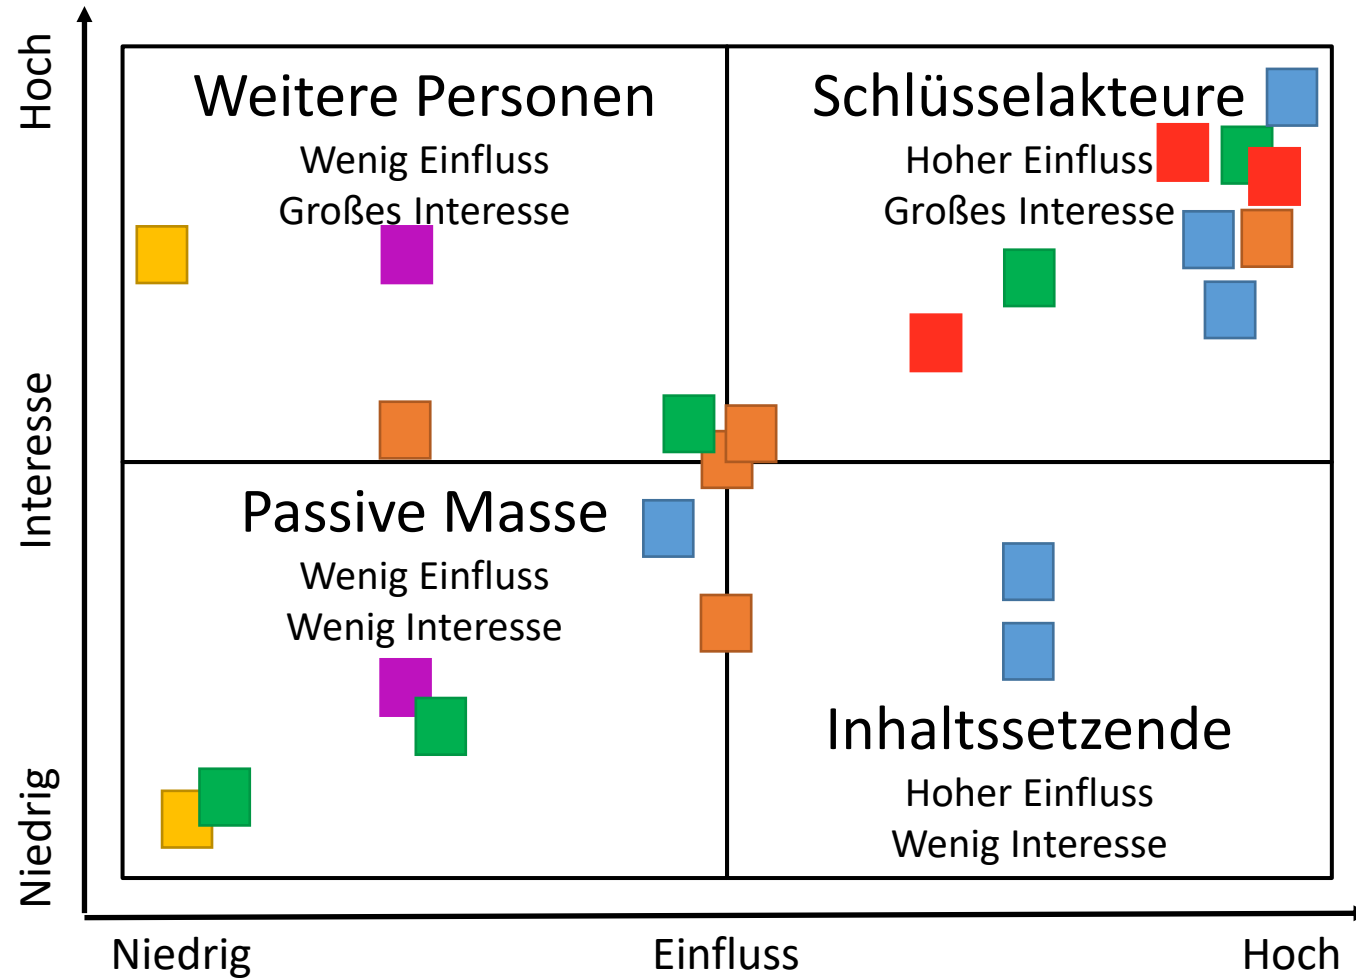 Hoch
Weitere Personen
Wenig Einfluss
Großes Interesse
Schlüsselakteure
Hoher Einfluss
Großes Interesse
Interesse
Passive Masse
Wenig Einfluss
Wenig Interesse
Inhaltssetzende
Hoher Einfluss
Wenig Interesse
Niedrig
Niedrig
Einfluss
Hoch